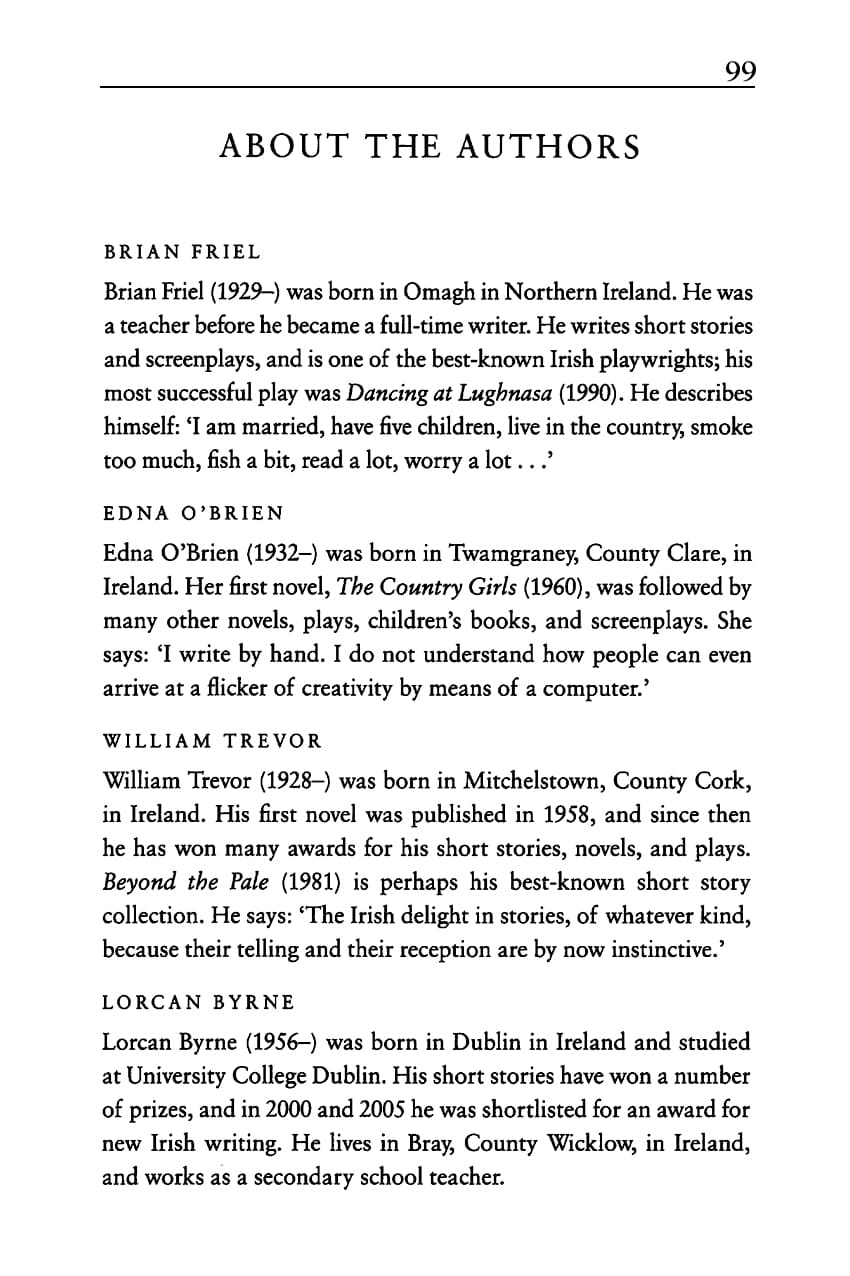 99
ABOUT THE AUTHORS
BRIAN FRIEL
Brian Friel (1929–) was born in Omagh in Northern Ireland. He was
a teacher before he became a full-time writer. He writes short stories
and screenplays, and is one of the best-known Irish playwrights; his
most successful play was Dancing at Lughnasa (1990). He describes
himself: ‘I am married, have five children, live in the country, smoke
too much, fish a bit, read a lot, worry a lot . . .’
EDNA O’BRIEN
Edna O’Brien (1932–) was born in Twamgraney, County Clare, in
Ireland. Her first novel, The Country Girls (1960), was followed by
many other novels, plays, children’s books, and screenplays. She
says: ‘I write by hand. I do not understand how people can even
arrive at a flicker of creativity by means of a computer.’
WILLIAM TREVOR
William Trevor (1928–) was born in Mitchelstown, County Cork,
in Ireland. His first novel was published in 1958, and since then
he has won many awards for his short stories, novels, and plays.
Beyond the Pale (1981) is perhaps his best-known short story
collection. He says: ‘The Irish delight in stories, of whatever kind,
because their telling and their reception are by now instinctive.’
LORCAN BYRNE
Lorcan Byrne (1956–) was born in Dublin in Ireland and studied
at University College Dublin. His short stories have won a number
of prizes, and in 2000 and 2005 he was shortlisted for an award for
new Irish writing. He lives in Bray, County Wicklow, in Ireland,
and works as a secondary school teacher.